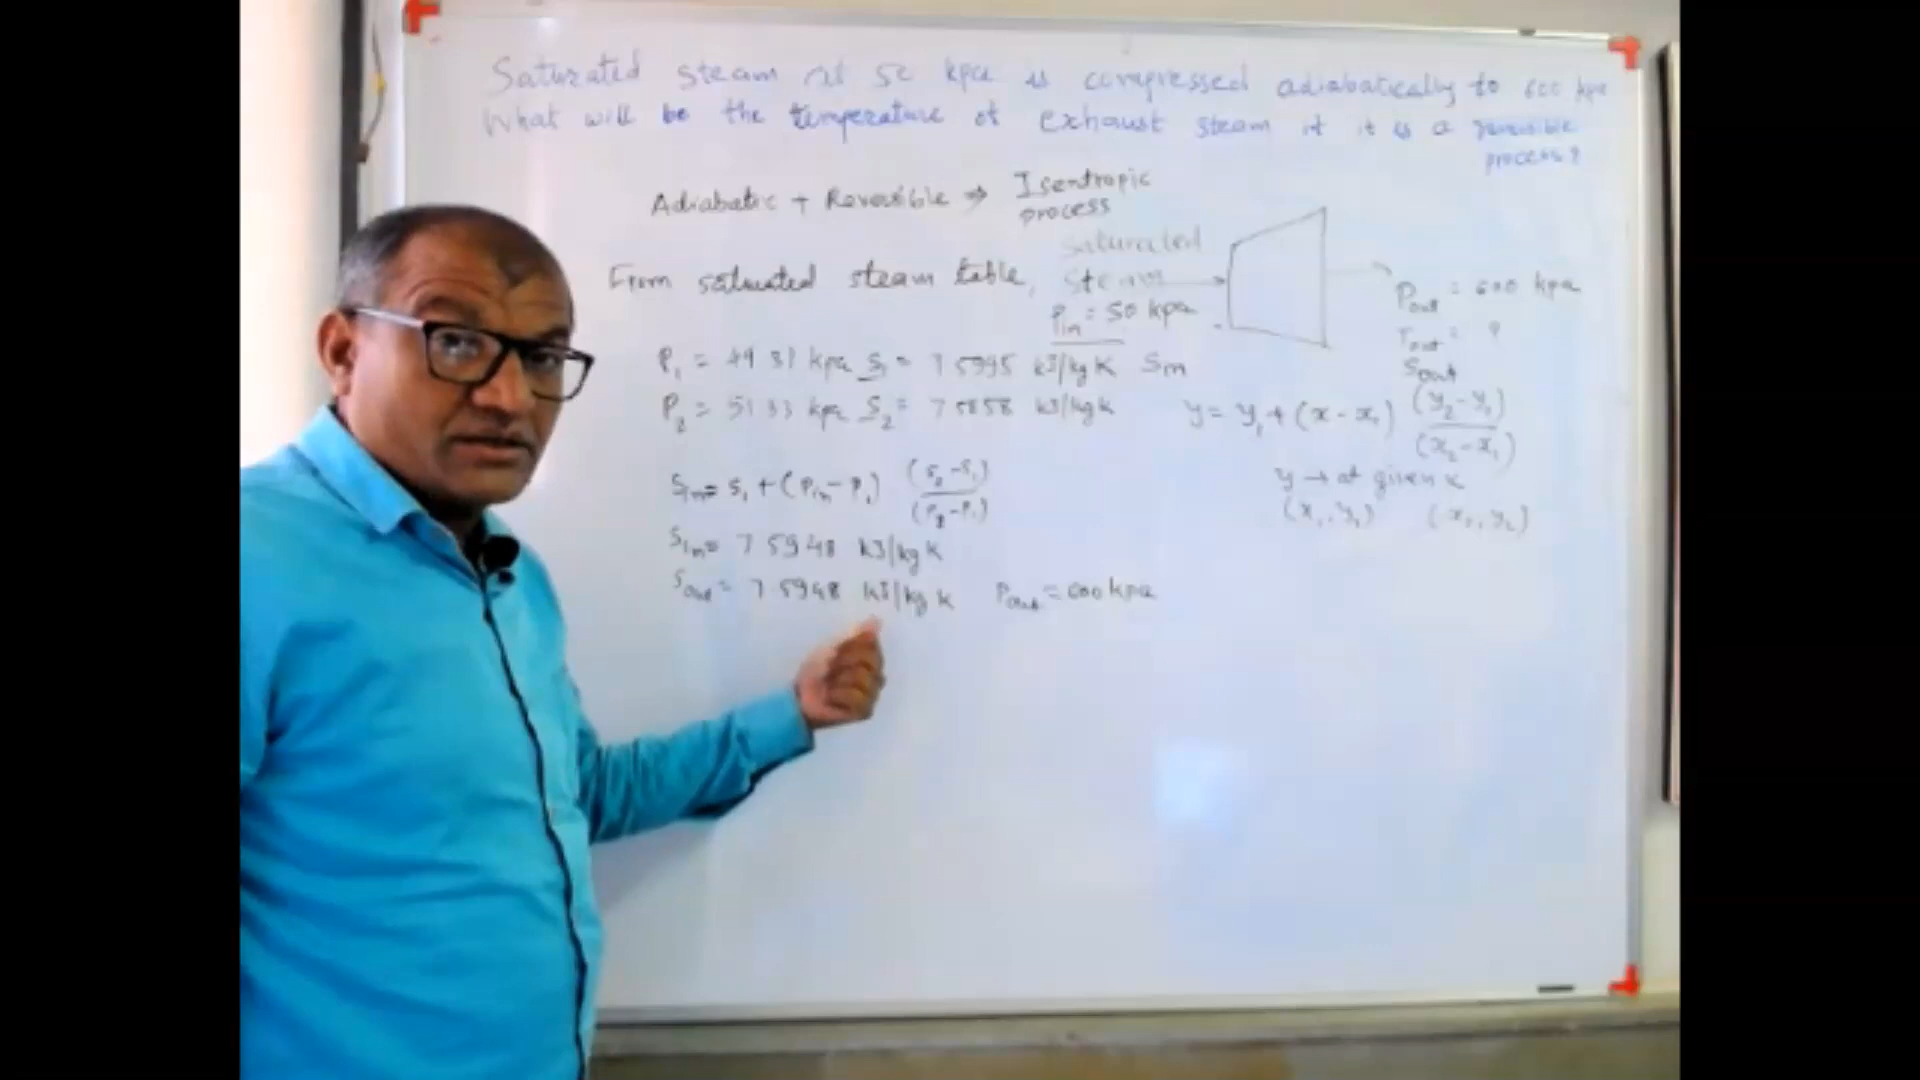 Saturated steam at 50 kpa is compressed adiabatically to 600 kpa
What will be the temperature of exhaust steam if it is a reversible
process?
Adiabatic + Reversible ⇒ Isentropic
process
From saturated steam table,
Saturated
steam
Pin = 50 kpa
Pout = 600 kpa
Tout = ?
Sout
P1 = 49.31 kpa S1 = 7.5995 kJ/kg K Sin
P2 = 51.33 kpa S2 = 7.5858 kJ/kg K
y = y1 + (x - x1) (y2 - y1) / (x2 - x1)
y → at given x
(x1, y1) (x2, y2)
Sin = S1 + (Pin - P1) (S2 - S1) / (P2 - P1)
Sin = 7.5948 kJ/kg K
Sout = 7.5948 kJ/kg K Pout = 600 kpa